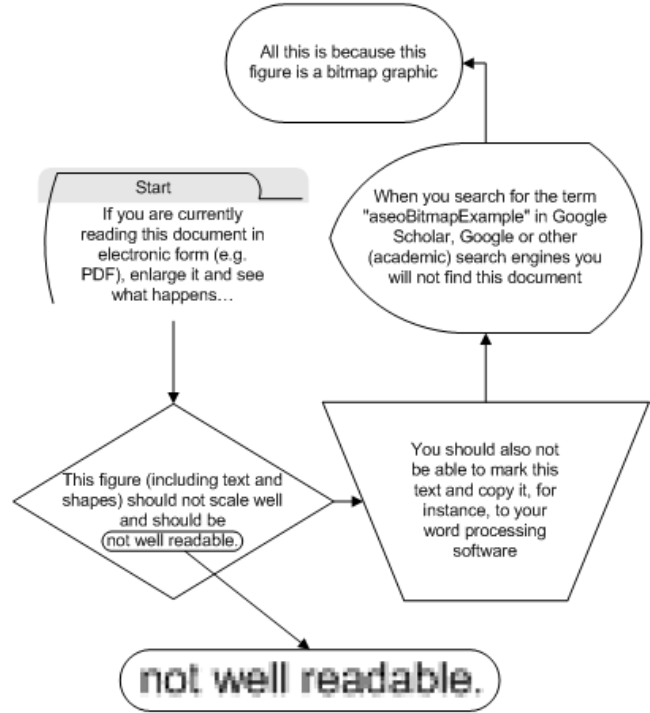 Start
If you are currently
reading this document in
electronic form (e.g.
PDF), enlarge it and see
what happens…
This figure (including text and
shapes) should not scale well
and should be
not well readable.
not well readable.
You should also not
be able to mark this
text and copy it, for
instance, to your
word processing
software
When you search for the term
"aseoBitmapExample" in Google
Scholar, Google or other
(academic) search engines you
will not find this document
All this is because this
figure is a bitmap graphic